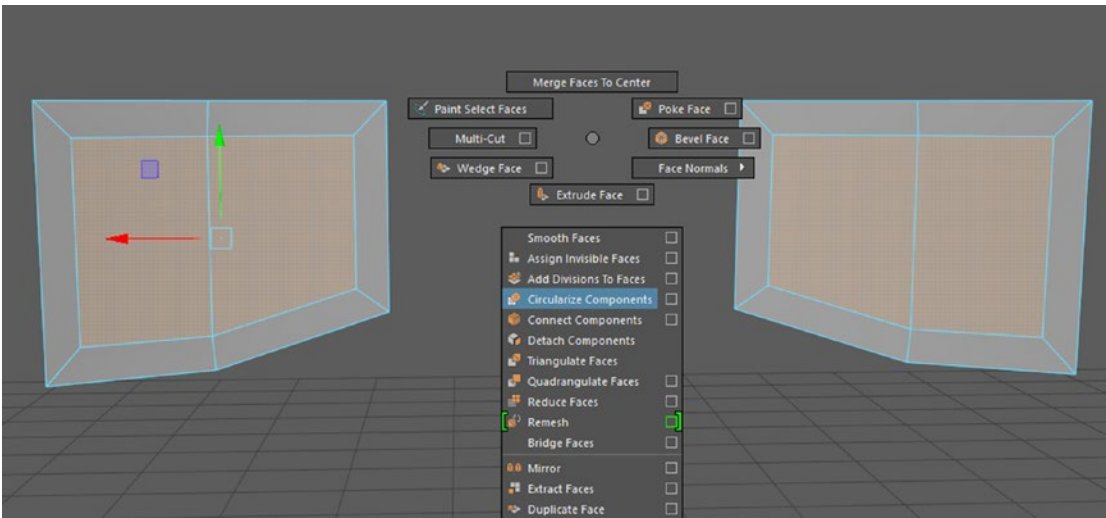 Merge Faces To Center
Paint Select Faces
Poke Face
Multi-Cut
Bevel Face
Wedge Face
Face Normals
Extrude Face
Smooth Faces
Assign Invisible Faces
Add Divisions To Faces
Circularize Components
Connect Components
Detach Components
Triangulate Faces
Quadrangulate Faces
Reduce Faces
Remesh
Bridge Faces
Mirror
Extract Faces
Duplicate Face